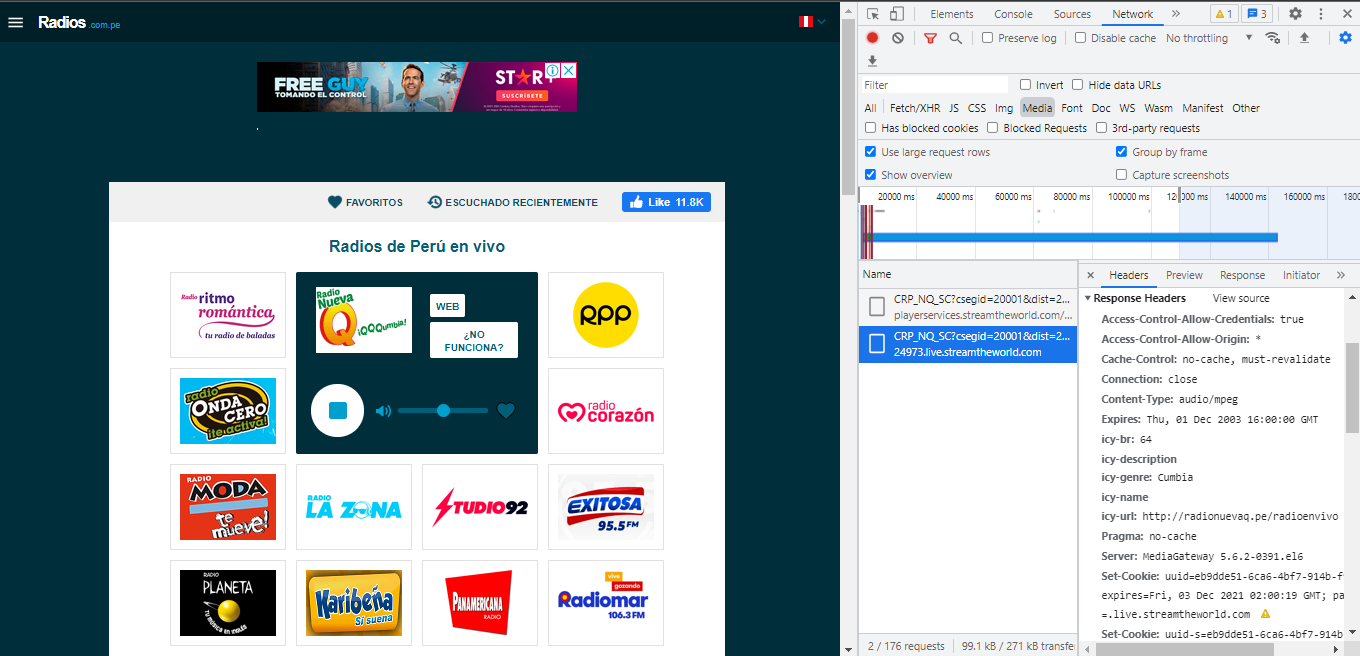 Radios .com.pe
FREE GUY
TOMANDO EL CONTROL
STAR+
SUSCRÍBETE
FAVORITOS
ESCUCHADO RECIENTEMENTE
Like 11.8K
Radios de Perú en vivo
Radio ritmo
romántica
tu radio de baladas
Radio
Nueva
Q
¡QQQumbia!
WEB
¿NO
FUNCIONA?
RPP
radio
ONDA
CERO
¡te activa!
radio
corazón
RADIO
MODA
te
mueve!
RADIO
LA ZONA
STUDIO92
EXITOSA
95.5 FM
RADIO
PLANETA
TU MÚSICA EN INGLÉS
Karibeña
Sí suena
PANAMERICANA
RADIO
vive
gozando
Radiomar
106.3 FM
Elements
Console
Sources
Network
1
3
Preserve log
Disable cache
No throttling
Filter
Invert
Hide data URLs
All
Fetch/XHR
JS
CSS
Img
Media
Font
Doc
WS
Wasm
Manifest
Other
Has blocked cookies
Blocked Requests
3rd-party requests
Use large request rows
Group by frame
Show overview
Capture screenshots
20000 ms
40000 ms
60000 ms
80000 ms
100000 ms
12
000 ms
140000 ms
160000 ms
1800
Name
CRP_NQ_SC?csegid=20001&dist=2...
playerservices.streamtheworld.com/...
CRP_NQ_SC?csegid=20001&dist=2...
24973.live.streamtheworld.com
2 / 176 requests
99.1 kB / 271 kB transfe
Headers
Preview
Response
Initiator
Response Headers
View source
Access-Control-Allow-Credentials: true
Access-Control-Allow-Origin: *
Cache-Control: no-cache, must-revalidate
Connection: close
Content-Type: audio/mpeg
Expires: Thu, 01 Dec 2003 16:00:00 GMT
icy-br: 64
icy-description
icy-genre: Cumbia
icy-name
icy-url: http://radionuevaq.pe/radioenvivo
Pragma: no-cache
Server: MediaGateway 5.6.2-0391.el6
Set-Cookie: uuid=eb9dde51-6ca6-4bf7-914b-f
expires=Fri, 03 Dec 2021 02:00:19 GMT; pa
=.live.streamtheworld.com
Set-Cookie: uuid-s=eb9dde51-6ca6-4bf7-914b